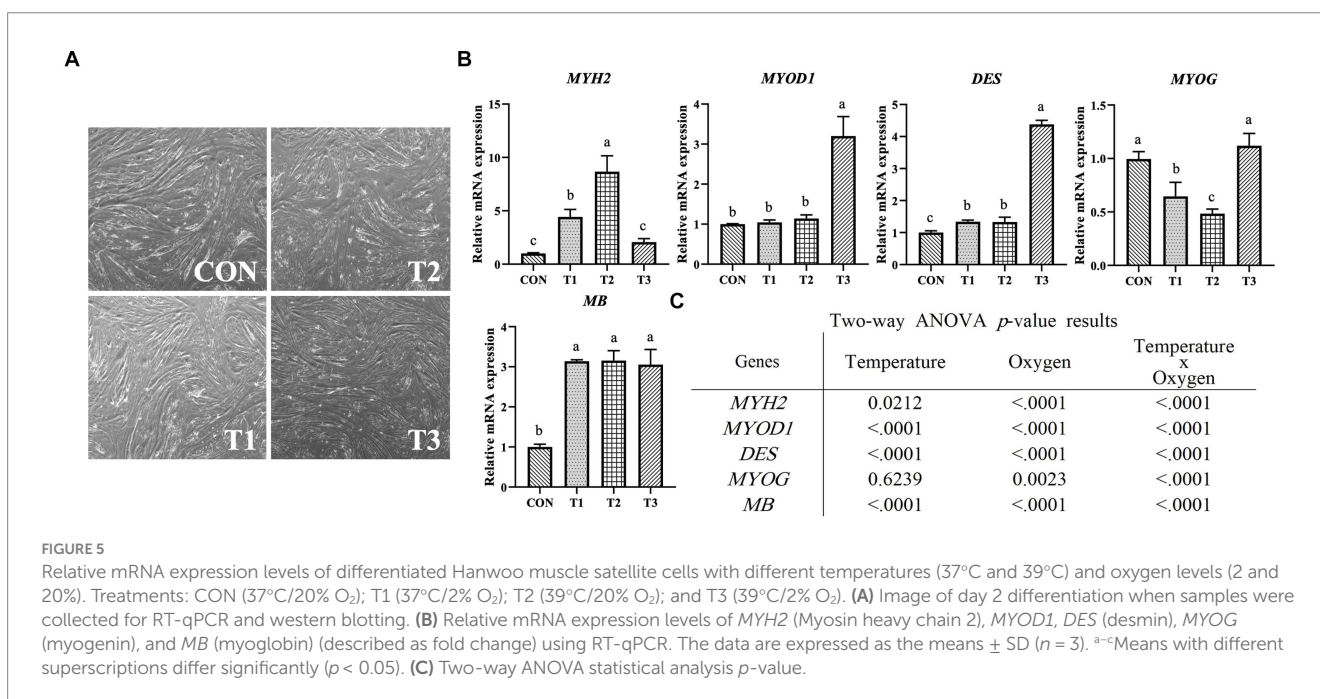 A
CON
T2
T1
T3
B
MYH2
Relative mRNA expression
15
10
5
0
c
b
a
c
CON T1 T2 T3
MYOD1
Relative mRNA expression
4
3
2
1
0
b
b
b
a
CON T1 T2 T3
DES
Relative mRNA expression
5
4
3
2
1
0
c
b
b
a
CON T1 T2 T3
MYOG
Relative mRNA expression
1.5
1.0
0.5
0.0
a
b
c
a
CON T1 T2 T3
MB
Relative mRNA expression
4
3
2
1
0
b
a
a
a
CON T1 T2 T3
C
Two-way ANOVA p-value results
Genes Temperature Oxygen Temperature x Oxygen
MYH2 0.0212 <.0001 <.0001
MYOD1 <.0001 <.0001 <.0001
DES <.0001 <.0001 <.0001
MYOG 0.6239 0.0023 <.0001
MB <.0001 <.0001 <.0001
FIGURE 5
Relative mRNA expression levels of differentiated Hanwoo muscle satellite cells with different temperatures (37°C and 39°C) and oxygen levels (2 and
20%). Treatments: CON (37°C/20% O₂); T1 (37°C/2% O₂); T2 (39°C/20% O₂); and T3 (39°C/2% O₂). (A) Image of day 2 differentiation when samples were
collected for RT-qPCR and western blotting. (B) Relative mRNA expression levels of MYH2 (Myosin heavy chain 2), MYOD1, DES (desmin), MYOG
(myogenin), and MB (myoglobin) (described as fold change) using RT-qPCR. The data are expressed as the means ± SD (n = 3). ᵃ⁻ᶜMeans with different
superscriptions differ significantly (p < 0.05). (C) Two-way ANOVA statistical analysis p-value.